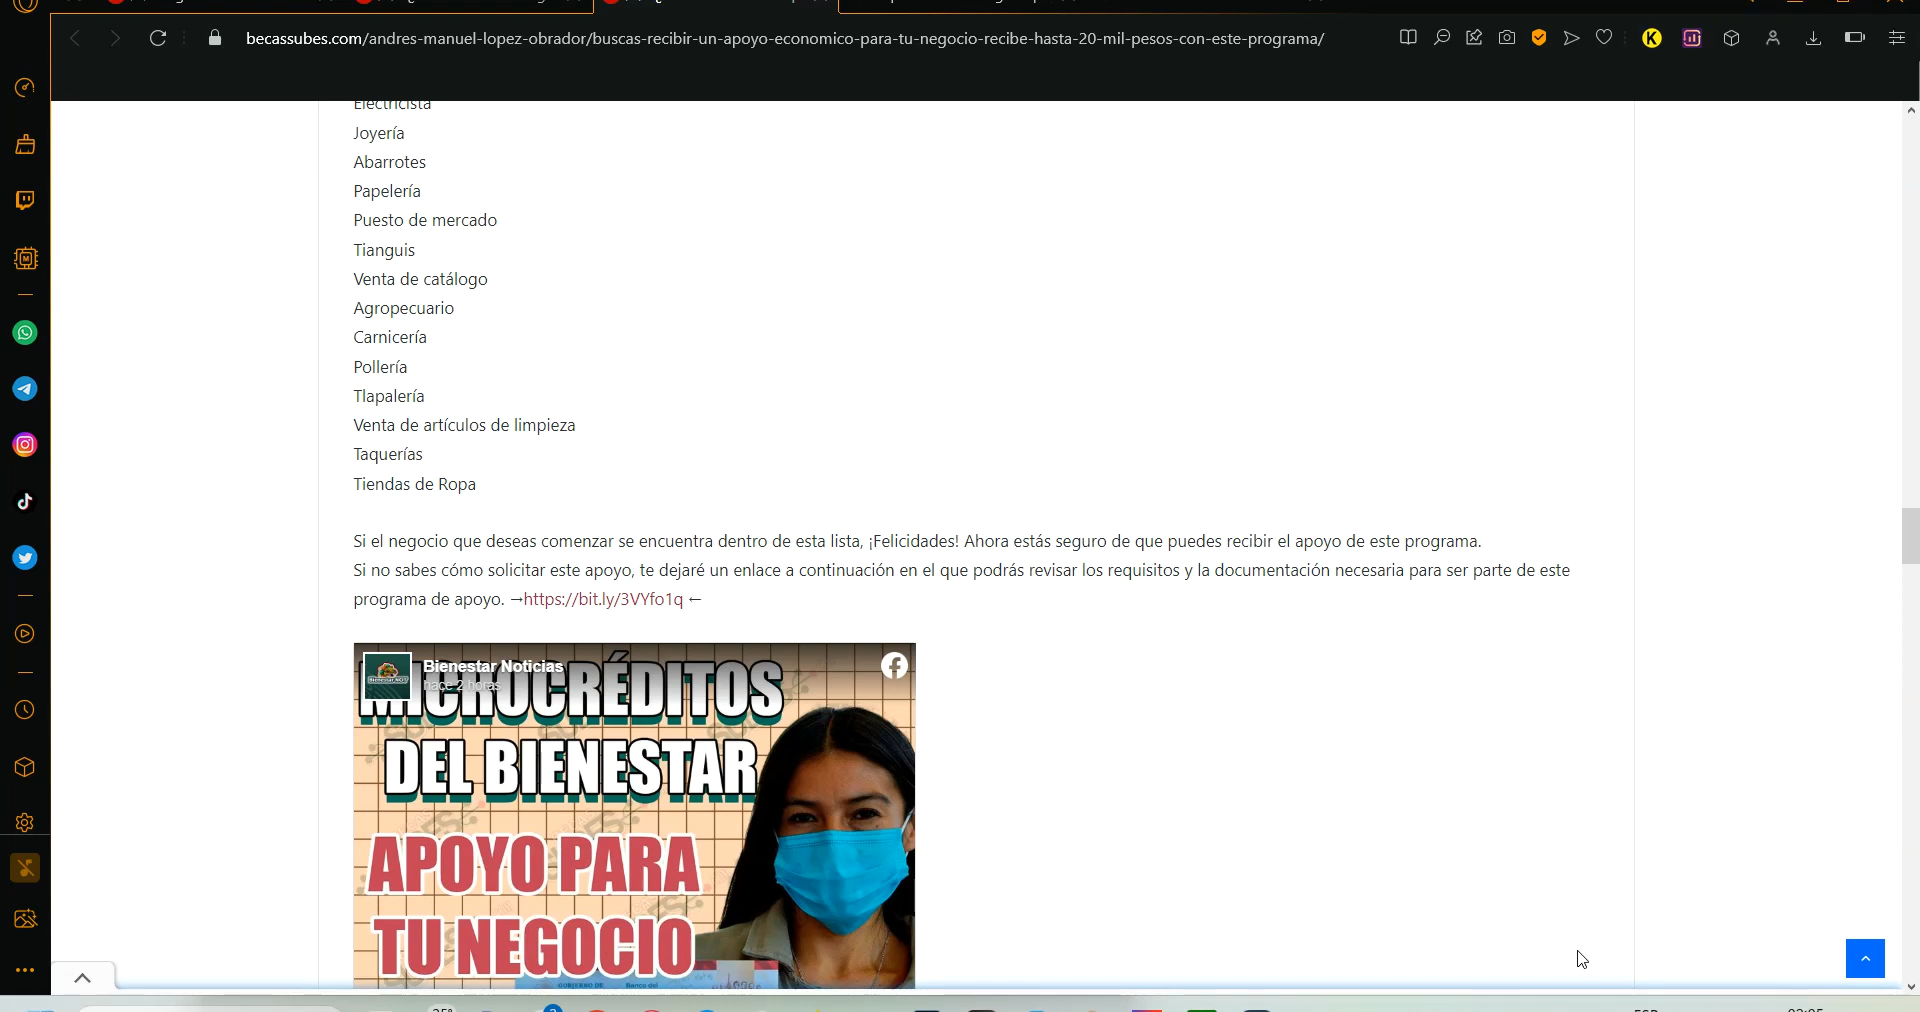 becassubes.com/andres-manuel-lopez-obrador/buscas-recibir-un-apoyo-economico-para-tu-negocio-recibe-hasta-20-mil-pesos-con-este-programa/
K
Electricista
Joyería
Abarrotes
Papelería
Puesto de mercado
Tianguis
Venta de catálogo
Agropecuario
Carnicería
Pollería
Tlapalería
Venta de artículos de limpieza
Taquerías
Tiendas de Ropa
Si el negocio que deseas comenzar se encuentra dentro de esta lista, ¡Felicidades! Ahora estás seguro de que puedes recibir el apoyo de este programa.
Si no sabes cómo solicitar este apoyo, te dejaré un enlace a continuación en el que podrás revisar los requisitos y la documentación necesaria para ser parte de este
programa de apoyo. →https://bit.ly/3VYfo1q ←
Bienestar Noticias
hace 2 horas
MICROCRÉDITOS
DEL BIENESTAR
APOYO PARA
TU NEGOCIO